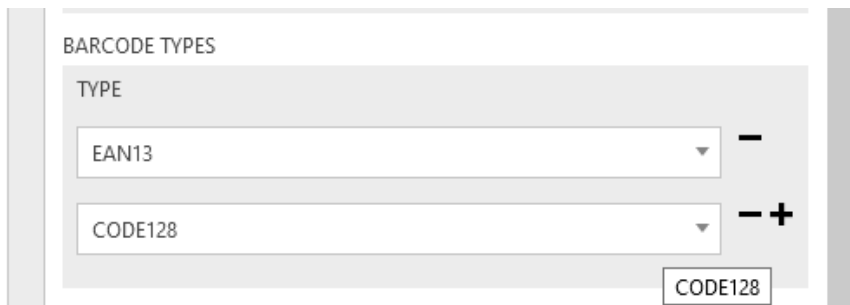 BARCODE TYPES
TYPE
EAN13
CODE128
CODE128